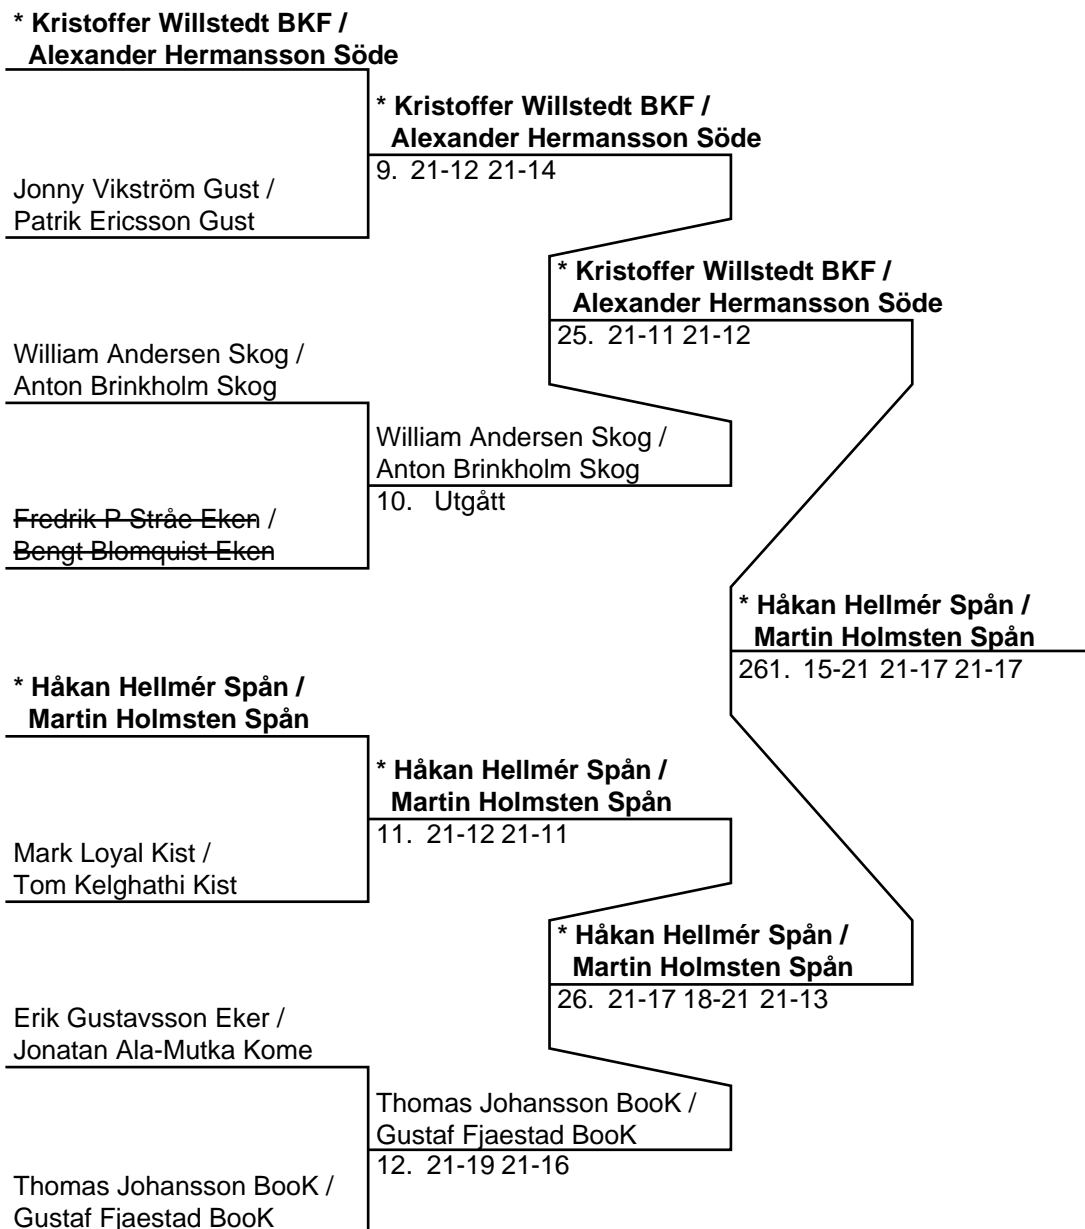 * Kristoffer Willstedt BKF /
Alexander Hermansson Söde
* Kristoffer Willstedt BKF /
Alexander Hermansson Söde
9. 21-12 21-14
Jonny Vikström Gust /
Patrik Ericsson Gust
* Kristoffer Willstedt BKF /
Alexander Hermansson Söde
25. 21-11 21-12
William Andersen Skog /
Anton Brinkholm Skog
William Andersen Skog /
Anton Brinkholm Skog
10. Utgått
Fredrik P Stråe Eken /
Bengt Blomquist Eken
* Håkan Hellmér Spån /
Martin Holmsten Spån
261. 15-21 21-17 21-17
* Håkan Hellmér Spån /
Martin Holmsten Spån
* Håkan Hellmér Spån /
Martin Holmsten Spån
11. 21-12 21-11
Mark Loyal Kist /
Tom Kelghathi Kist
* Håkan Hellmér Spån /
Martin Holmsten Spån
26. 21-17 18-21 21-13
Erik Gustavsson Eker /
Jonatan Ala-Mutka Kome
Thomas Johansson BooK /
Gustaf Fjaestad BooK
12. 21-19 21-16
Thomas Johansson BooK /
Gustaf Fjaestad BooK